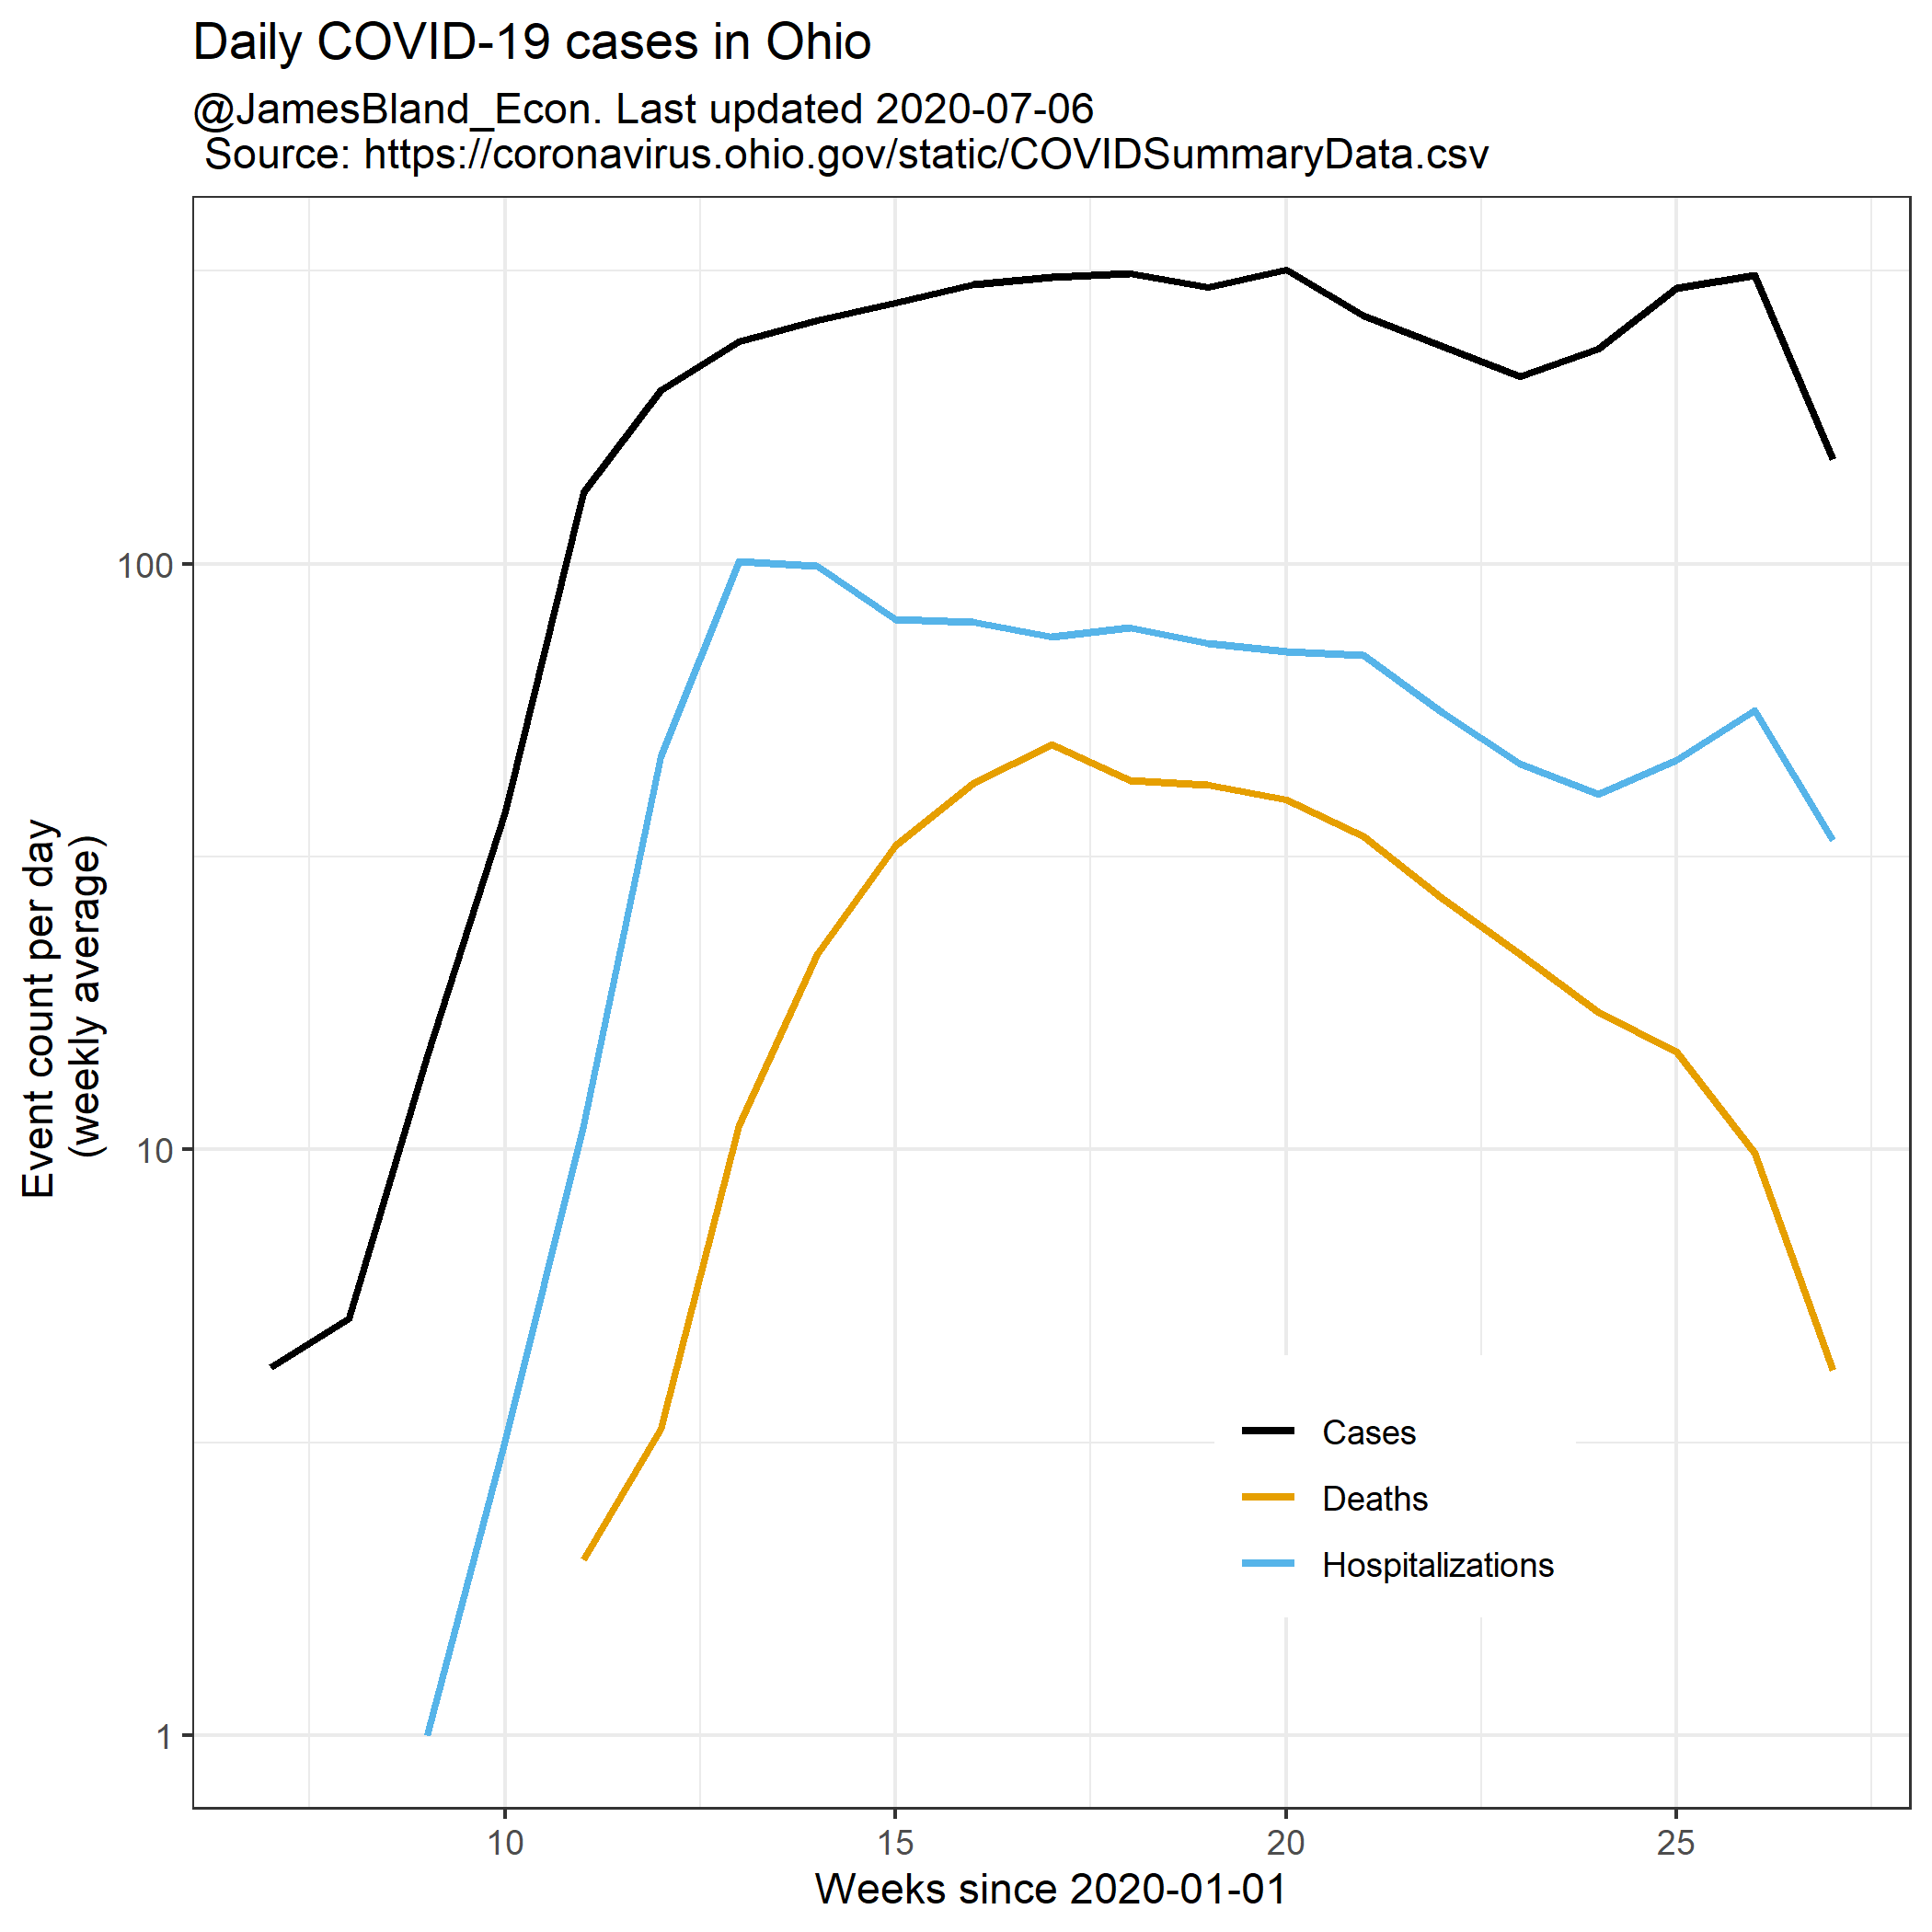 Daily COVID-19 cases in Ohio
@JamesBland_Econ. Last updated 2020-07-06
Source: https://coronavirus.ohio.gov/static/COVIDSummaryData.csv
Event count per day
(weekly average)
100
10
1
Cases
Deaths
Hospitalizations
10
15
20
25
Weeks since 2020-01-01